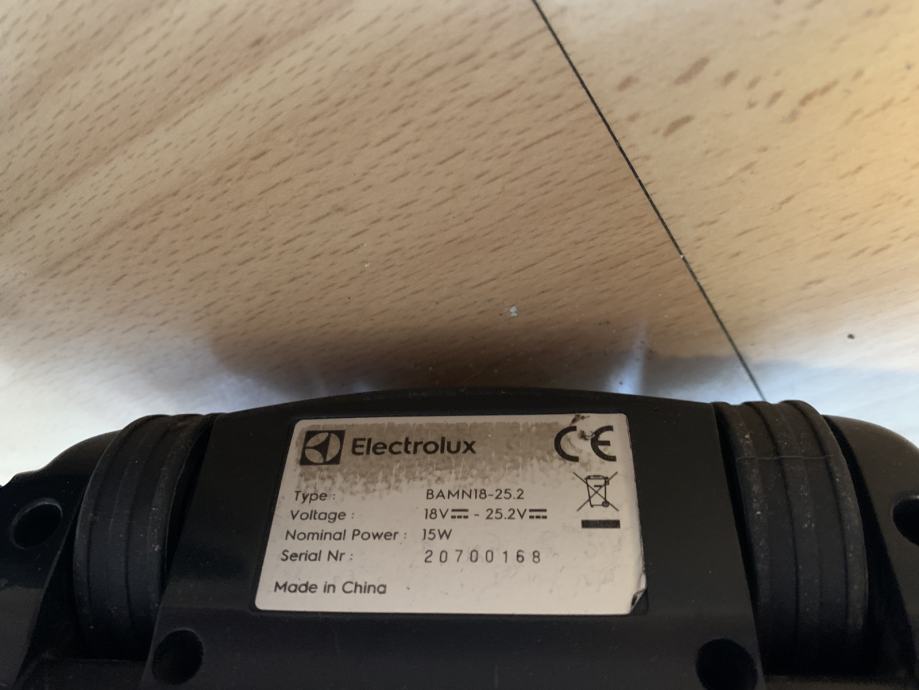 Electrolux CE
Type : BAMN18-25.2
Voltage : 18V⎓ - 25.2V⎓
Nominal Power : 15W
Serial Nr : 20700168
Made in China